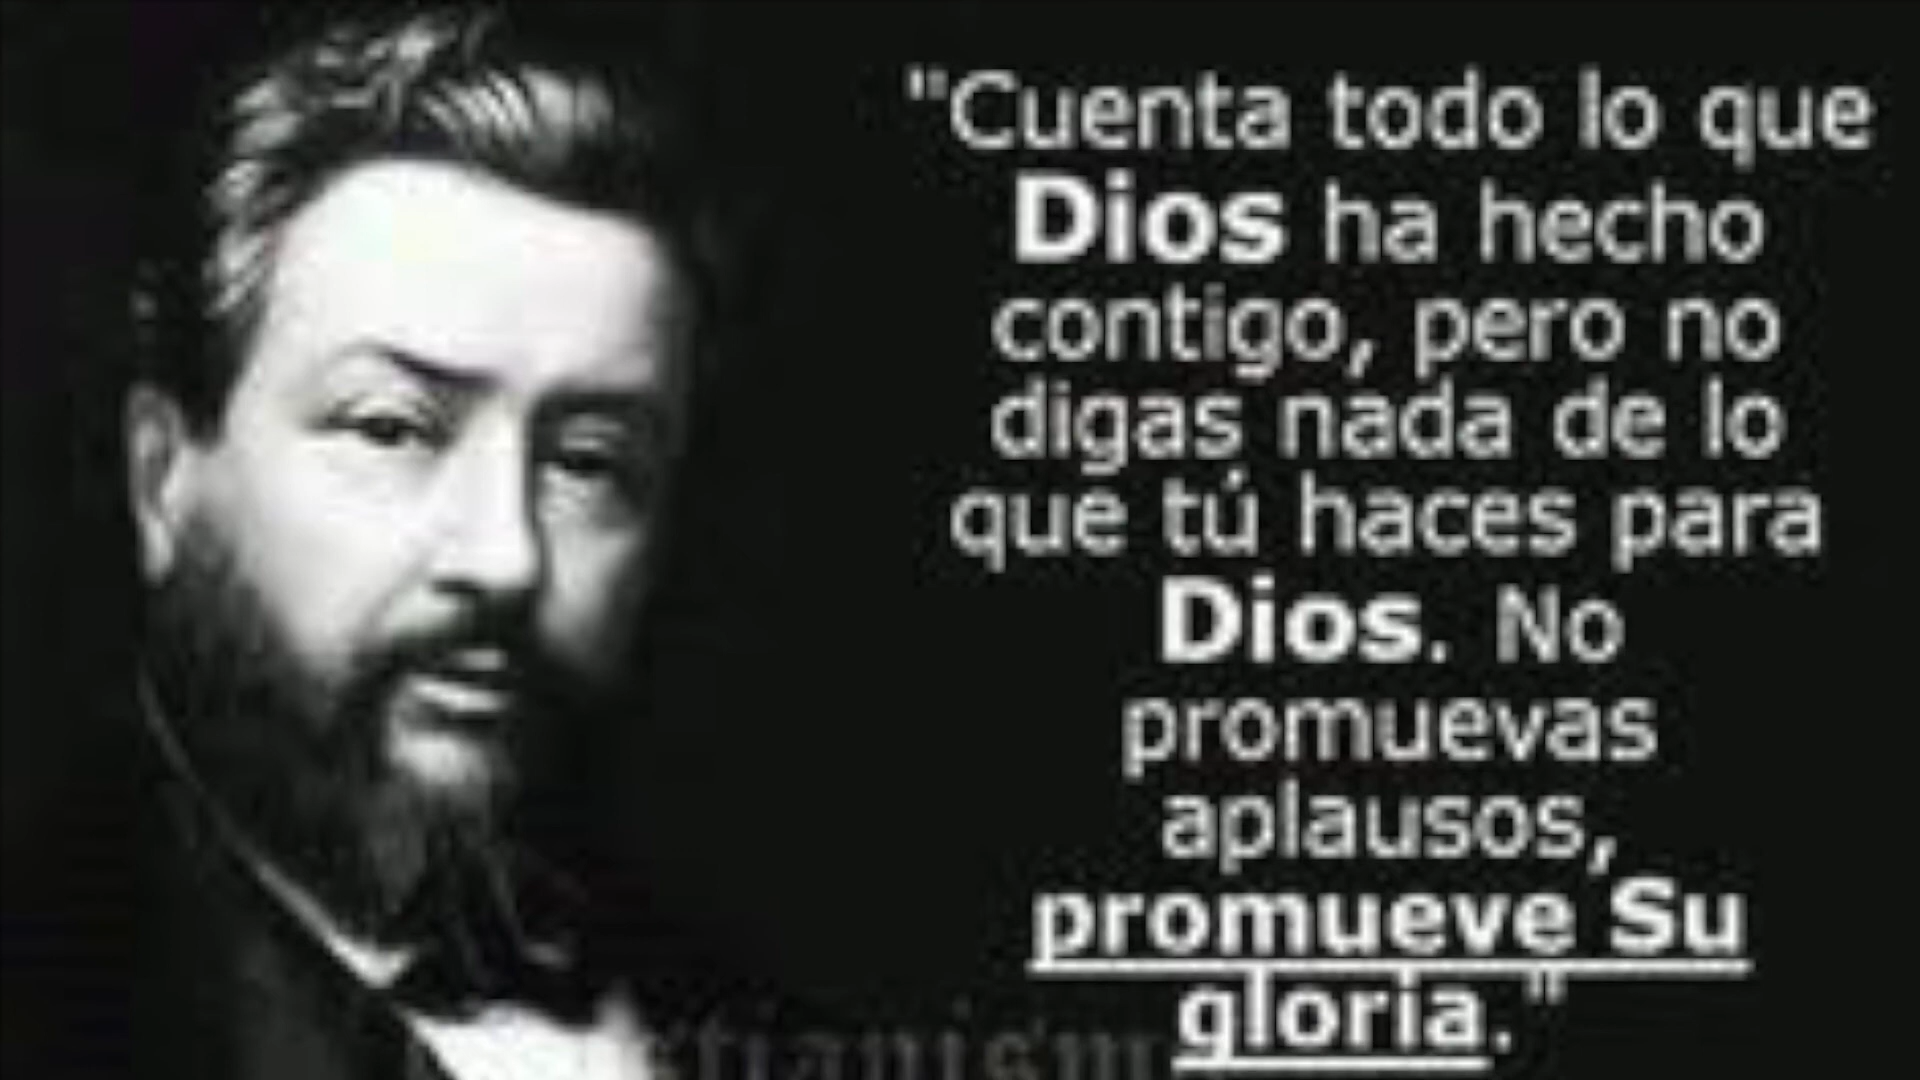 "Cuenta todo lo que
Dios ha hecho
contigo, pero no
digas nada de lo
que tú haces para
Dios. No
promuevas
aplausos,
promueve Su
gloria."